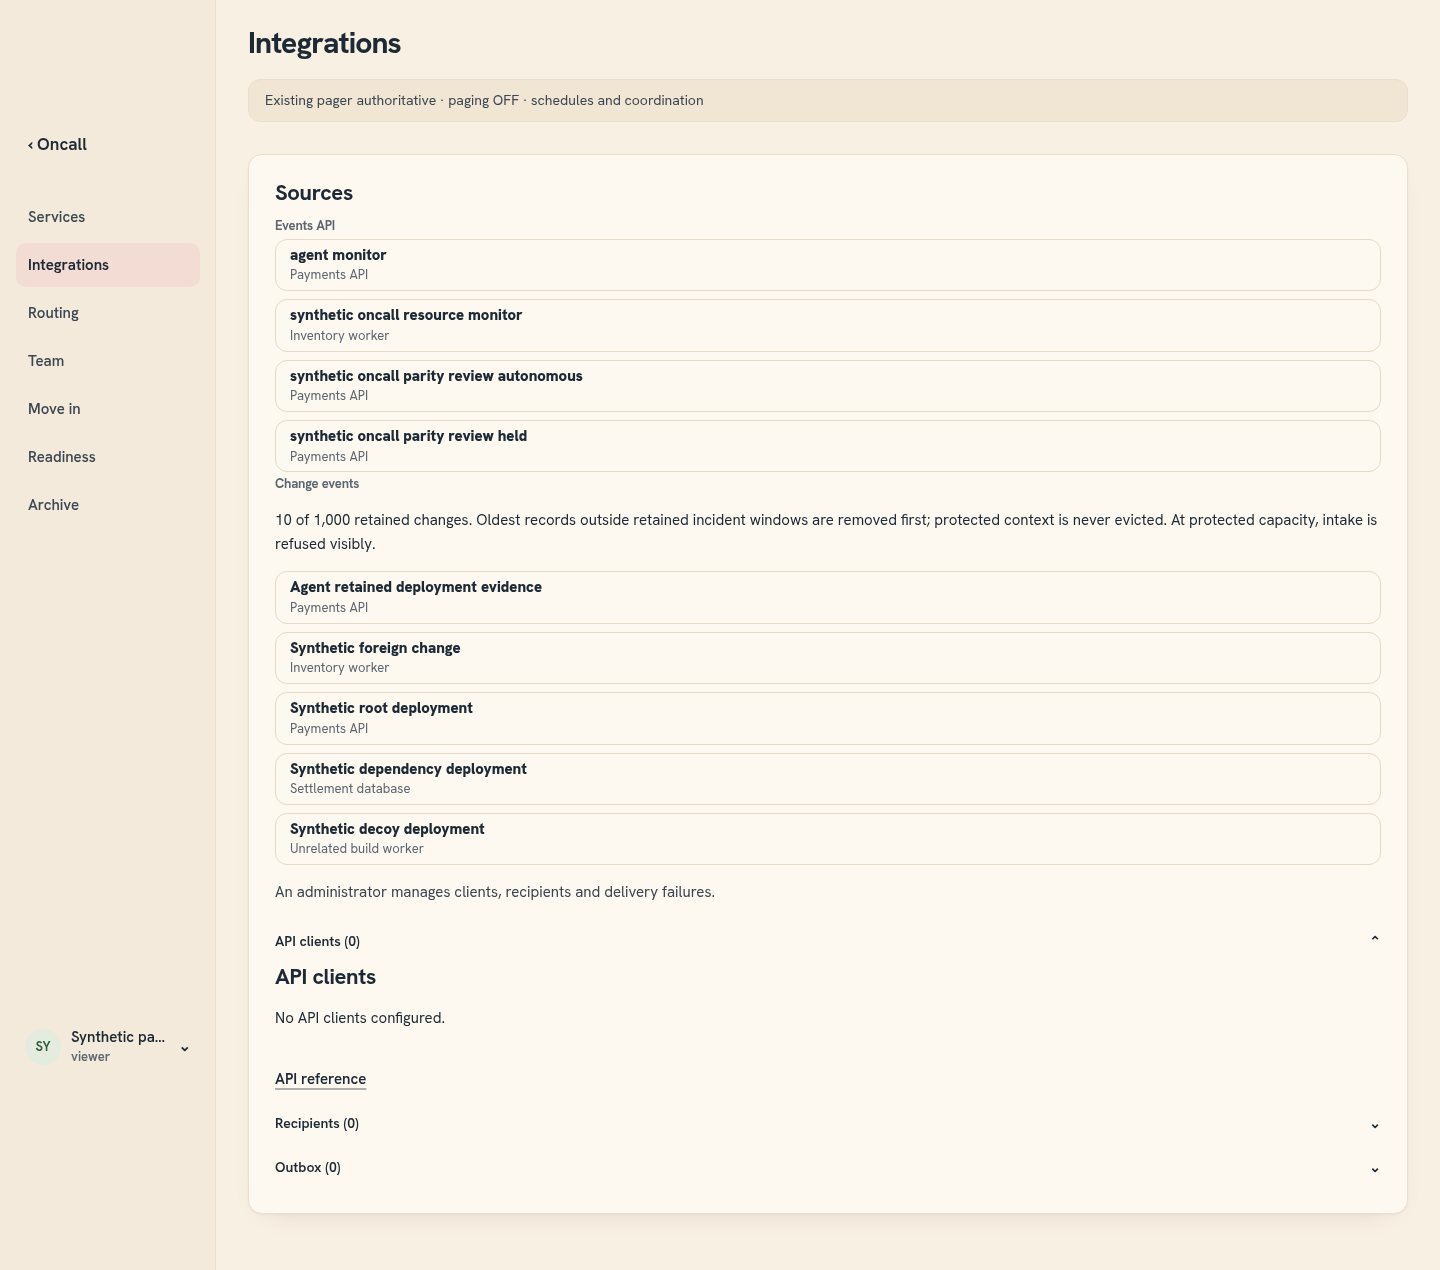 ‹ Oncall
Services
Integrations
Routing
Team
Move in
Readiness
Archive
SY
Synthetic pa...
viewer
Integrations
Existing pager authoritative · paging OFF · schedules and coordination
Sources
Events API
agent monitor
Payments API
synthetic oncall resource monitor
Inventory worker
synthetic oncall parity review autonomous
Payments API
synthetic oncall parity review held
Payments API
Change events
10 of 1,000 retained changes. Oldest records outside retained incident windows are removed first; protected context is never evicted. At protected capacity, intake is
refused visibly.
Agent retained deployment evidence
Payments API
Synthetic foreign change
Inventory worker
Synthetic root deployment
Payments API
Synthetic dependency deployment
Settlement database
Synthetic decoy deployment
Unrelated build worker
An administrator manages clients, recipients and delivery failures.
API clients (0)
API clients
No API clients configured.
API reference
Recipients (0)
Outbox (0)